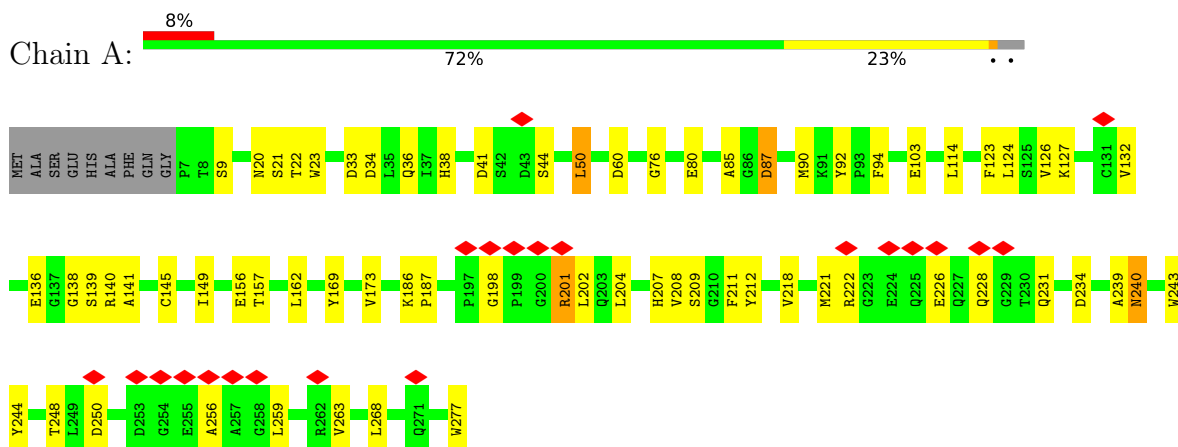 8%
Chain A:
72% 23% • •
MET ALA SER GLU HIS ALA PHE GLN GLY P7 T8 S9 N20 S21 T22 W23 D33 D34 L35 Q36 I37 H38 D41 S42 D43 S44 L50 D60 G76 E80 A85 G86 D87 M90 K91 Y92 P93 F94 E103 L114 F123 L124 S125 V126 K127 C131 V132
E136 G137 G138 S139 R140 A141 C145 I149 E156 T157 L162 Y169 V173 K186 P187 P197 G198 P199 G200 R201 L202 Q203 L204 H207 V208 S209 G210 F211 Y212 V218 M221 R222 G223 E224 Q225 E226 Q227 Q228 G229 T230 Q231 D234 A239 N240 W243
Y244 T248 L249 D250 D253 G254 E255 A256 A257 G258 L259 R262 V263 L268 Q271 W277